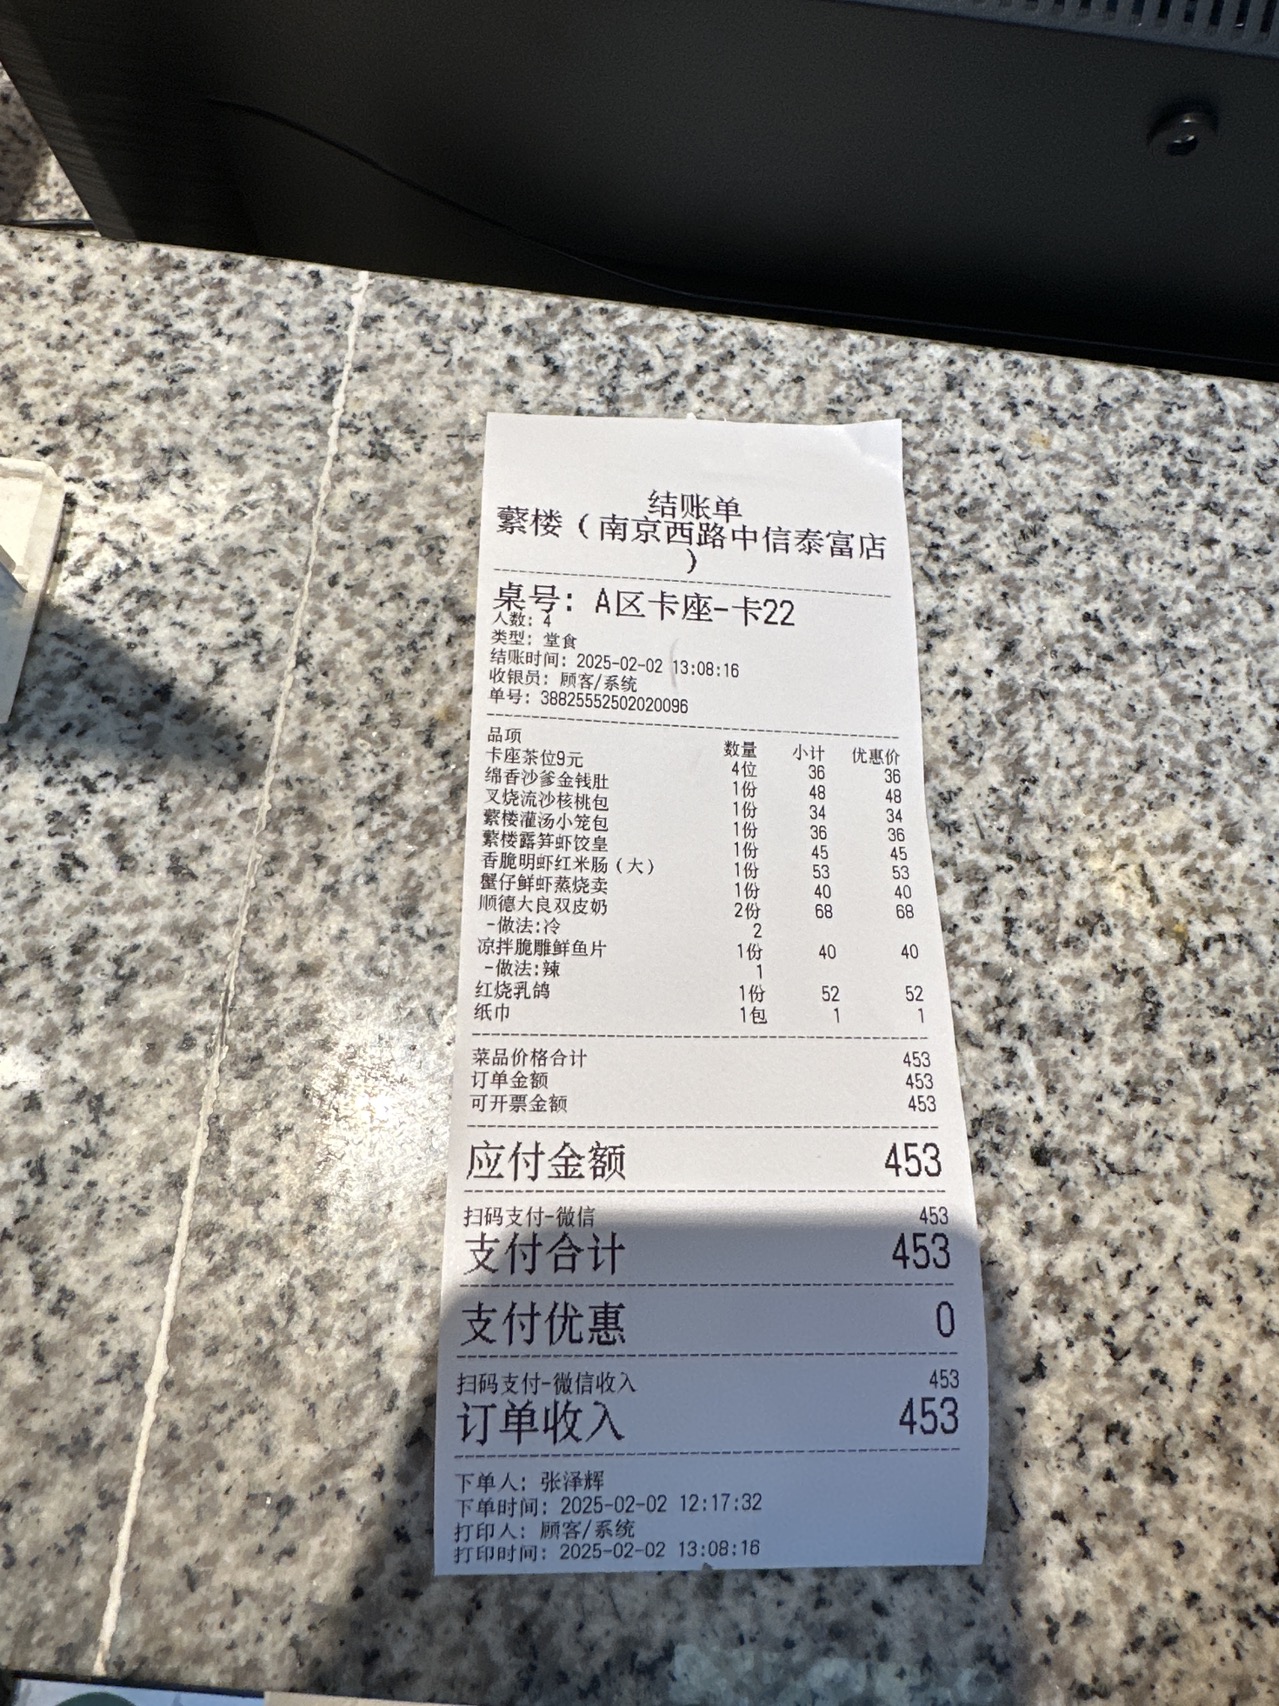 结账单
蘩楼（南京西路中信泰富店
）
桌号: A区卡座-卡22
人数: 4
类型: 堂食
结账时间: 2025-02-02 13:08:16
收银员: 顾客/系统
单号: 38825552502020096
品项 数量 小计 优惠价
卡座茶位9元 4位 36 36
绵香沙爹金钱肚 1份 48 48
叉烧流沙核桃包 1份 34 34
蘩楼灌汤小笼包 1份 36 36
蘩楼露笋虾饺皇 1份 45 45
香脆明虾红米肠（大） 1份 53 53
蟹仔鲜虾蒸烧卖 1份 40 40
顺德大良双皮奶 2份 68 68
-做法:冷 2
凉拌脆雕鲜鱼片 1份 40 40
-做法:辣 1
红烧乳鸽 1份 52 52
纸巾 1包 1 1
菜品价格合计 453
订单金额 453
可开票金额 453
应付金额 453
扫码支付-微信 453
支付合计 453
支付优惠 0
扫码支付-微信收入 453
订单收入 453
下单人: 张泽辉
下单时间: 2025-02-02 12:17:32
打印人: 顾客/系统
打印时间: 2025-02-02 13:08:16